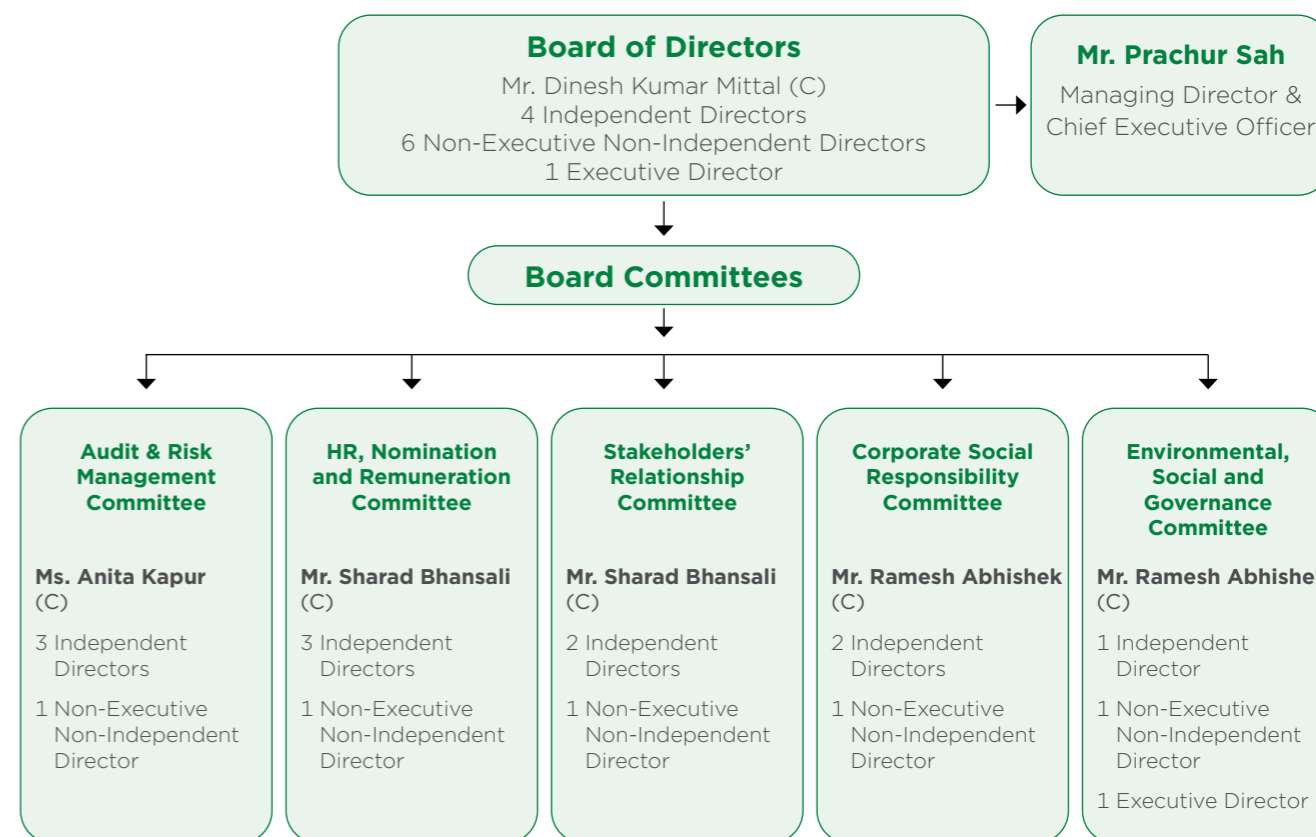 Board of Directors
Mr. Dinesh Kumar Mittal (C)
4 Independent Directors
6 Non-Executive Non-Independent Directors
1 Executive Director
Mr. Prachur Sah
Managing Director &
Chief Executive Officer
Board Committees
Audit & Risk
Management
Committee
Ms. Anita Kapur
(C)
3 Independent
Directors
1 Non-Executive
Non-Independent
Director
HR, Nomination
and Remuneration
Committee
Mr. Sharad Bhansali
(C)
3 Independent
Directors
1 Non-Executive
Non-Independent
Director
Stakeholders’
Relationship
Committee
Mr. Sharad Bhansali
(C)
2 Independent
Directors
1 Non-Executive
Non-Independent
Director
Corporate Social
Responsibility
Committee
Mr. Ramesh Abhishek
(C)
2 Independent
Directors
1 Non-Executive
Non-Independent
Director
Environmental,
Social and
Governance
Committee
Mr. Ramesh
(C)
1 Independent
Director
1 Non-Executive
Non-Independent
Director
1 Executive Director